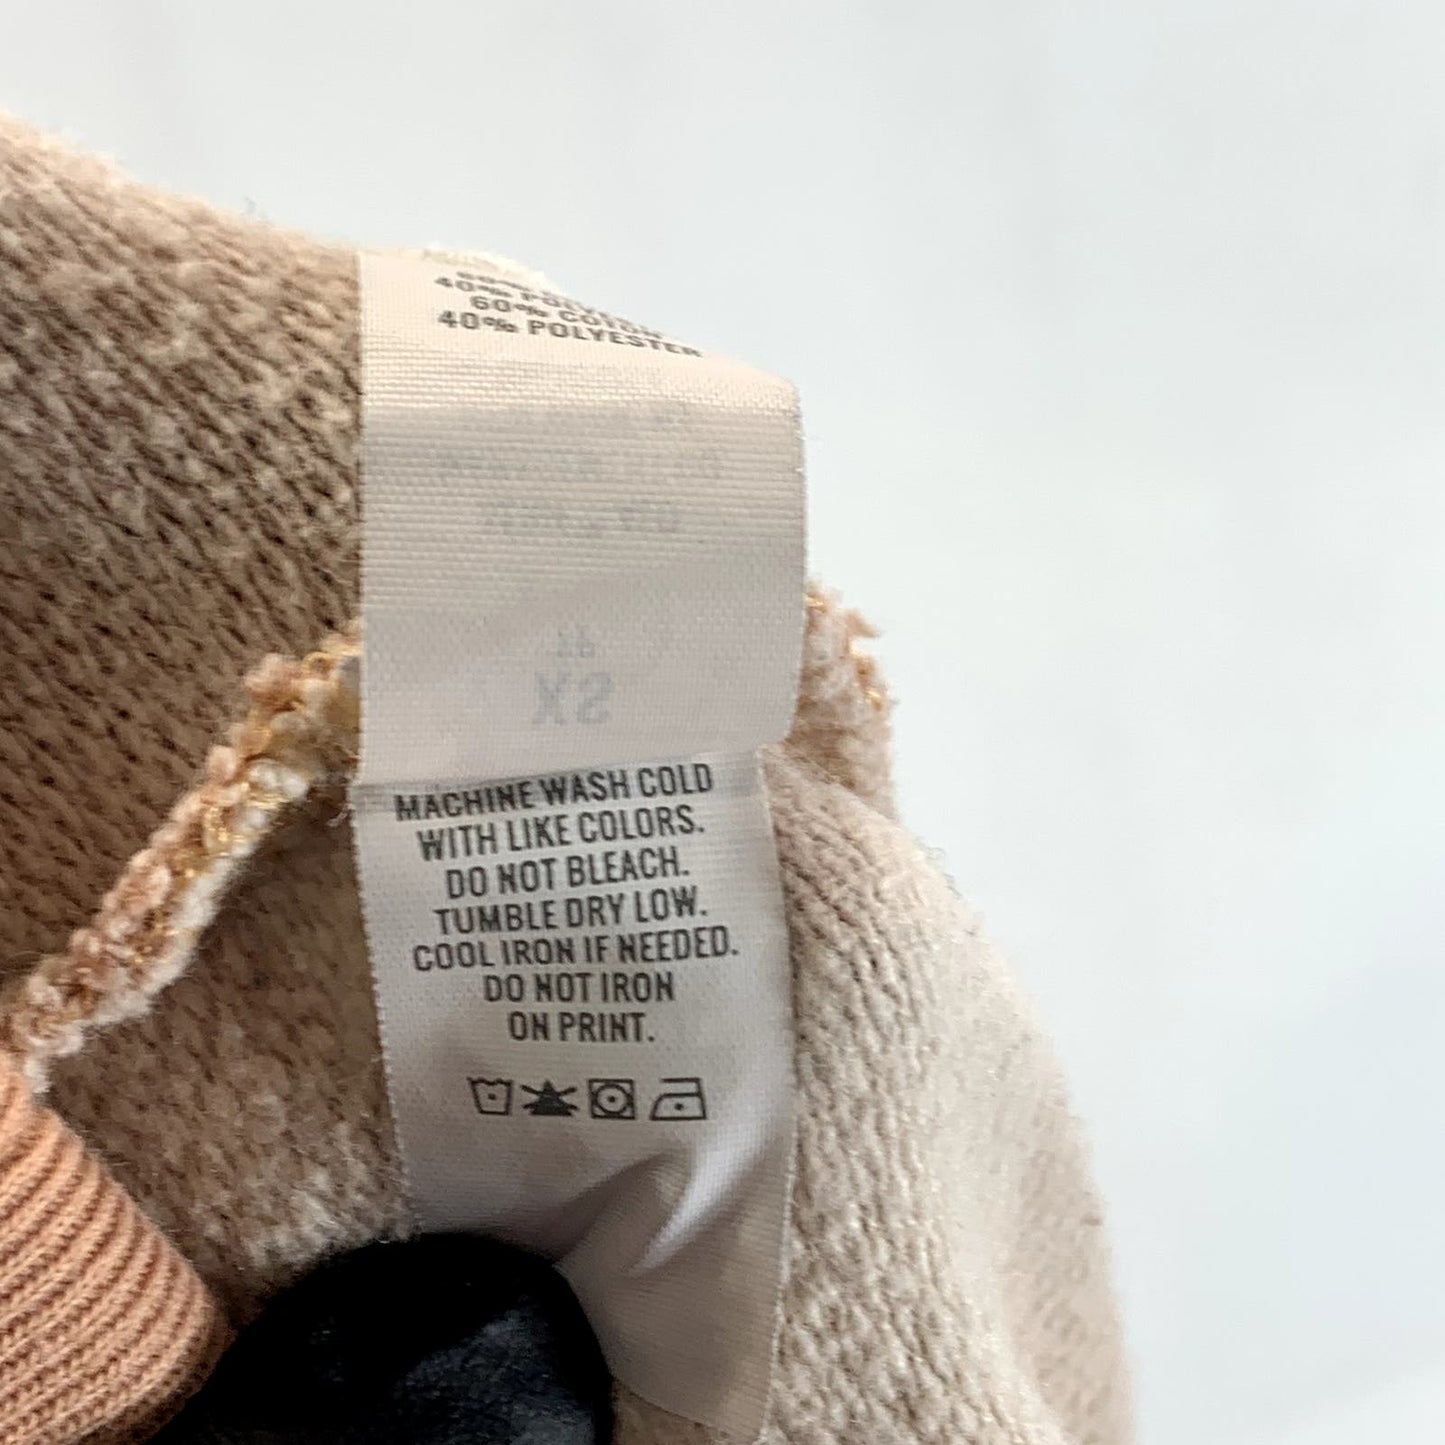 40%
60% COTTON
40% POLYESTER
XS
MACHINE WASH COLD
WITH LIKE COLORS.
DO NOT BLEACH.
TUMBLE DRY LOW.
COOL IRON IF NEEDED.
DO NOT IRON
ON PRINT.